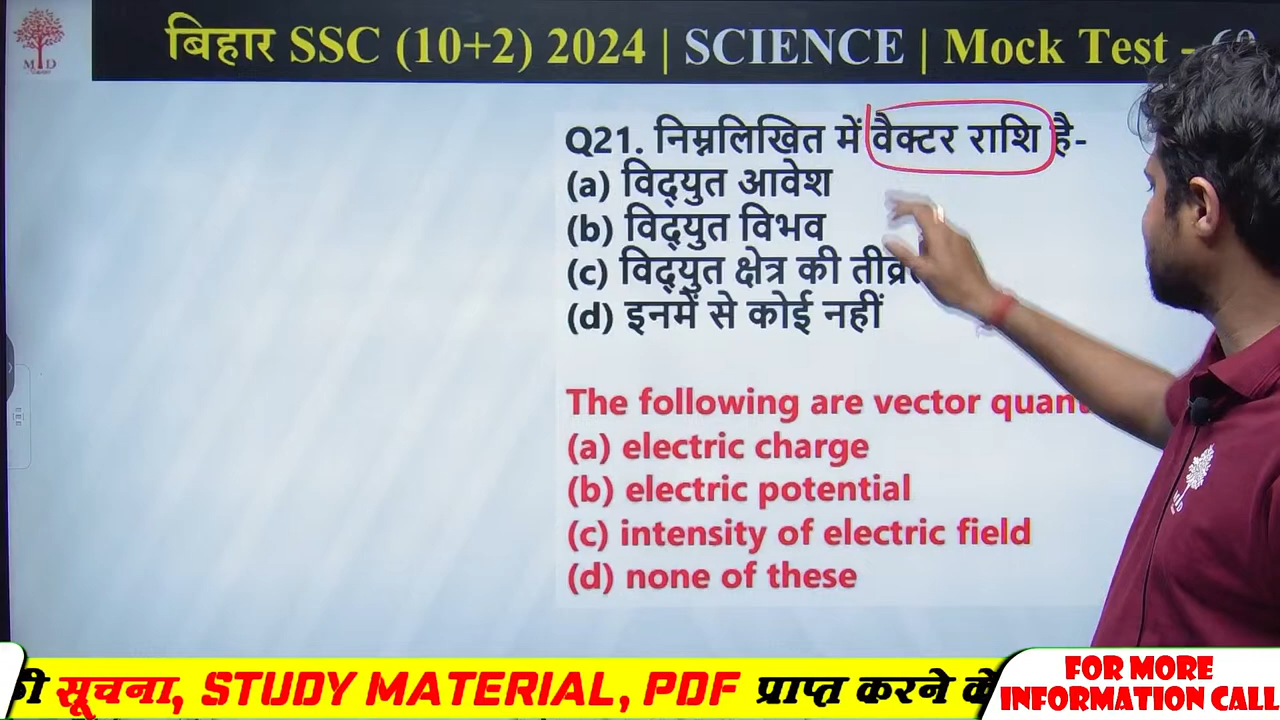 बिहार SSC (10+2) 2024 | SCIENCE | Mock Test -
Q21. निम्नलिखित में वैक्टर राशि है-
(a) विद्युत आवेश
(b) विद्युत विभव
(c) विद्युत क्षेत्र की
(d) इनमें से कोई नहीं
The following are vector
(a) electric charge
(b) electric potential
(c) intensity of electric field
(d) none of these
सूचना, STUDY MATERIAL, PDF प्राप्त करने
FOR MORE
INFORMATION CALL